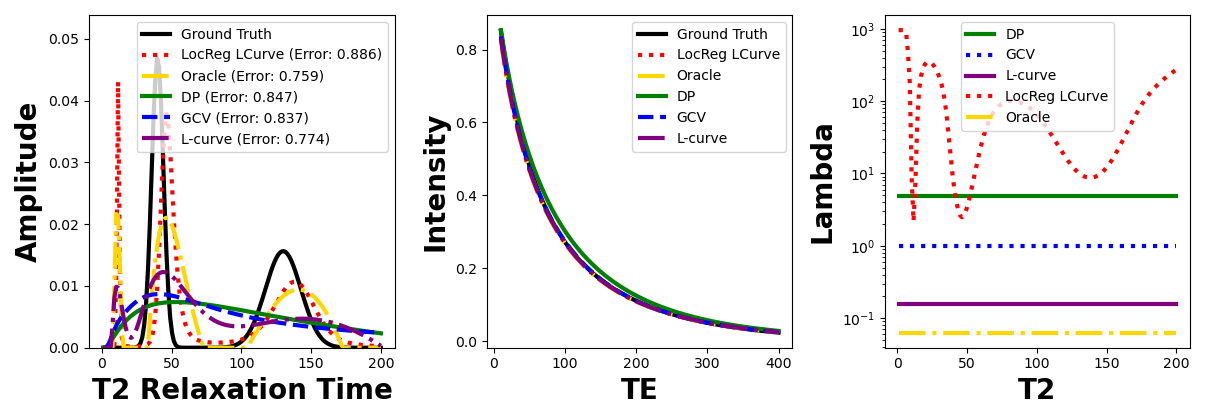 Amplitude
0.05
0.04
0.03
0.02
0.01
0.00
Ground Truth
LocReg LCurve (Error: 0.886)
Oracle (Error: 0.759)
DP (Error: 0.847)
GCV (Error: 0.837)
L-curve (Error: 0.774)
0 50 100 150 200
T2 Relaxation Time
Intensity
0.8
0.6
0.4
0.2
0.0
Ground Truth
LocReg LCurve
Oracle
DP
GCV
L-curve
0 100 200 300 400
TE
Lambda
10³
10²
10¹
10⁰
10⁻¹
DP
GCV
L-curve
LocReg LCurve
Oracle
0 50 100 150 200
T2